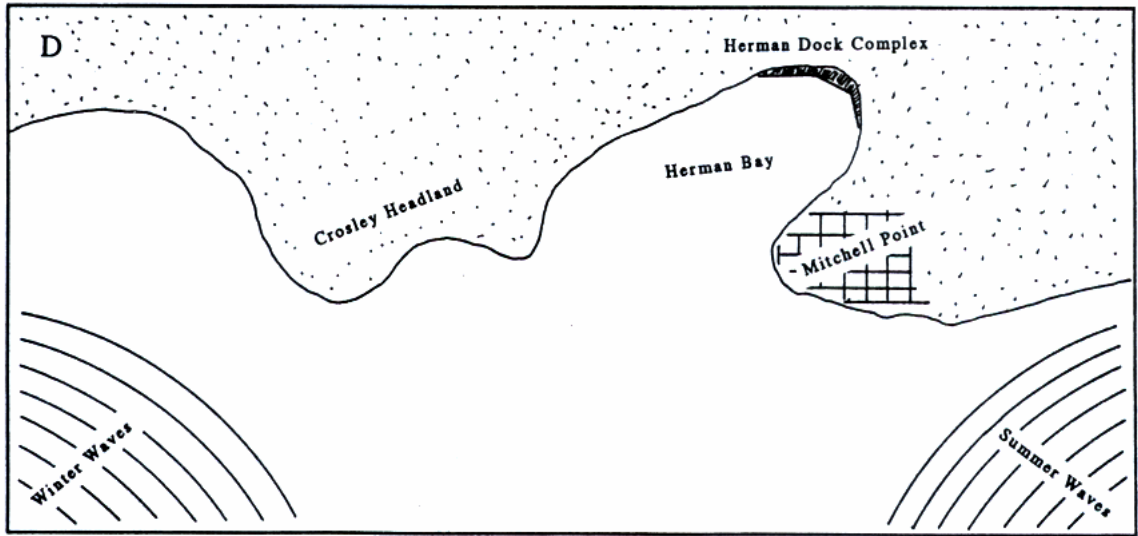 D
Herman Dock Complex
Herman Bay
Crosley Headland
Mitchell Point
Winter Waves
Summer Waves